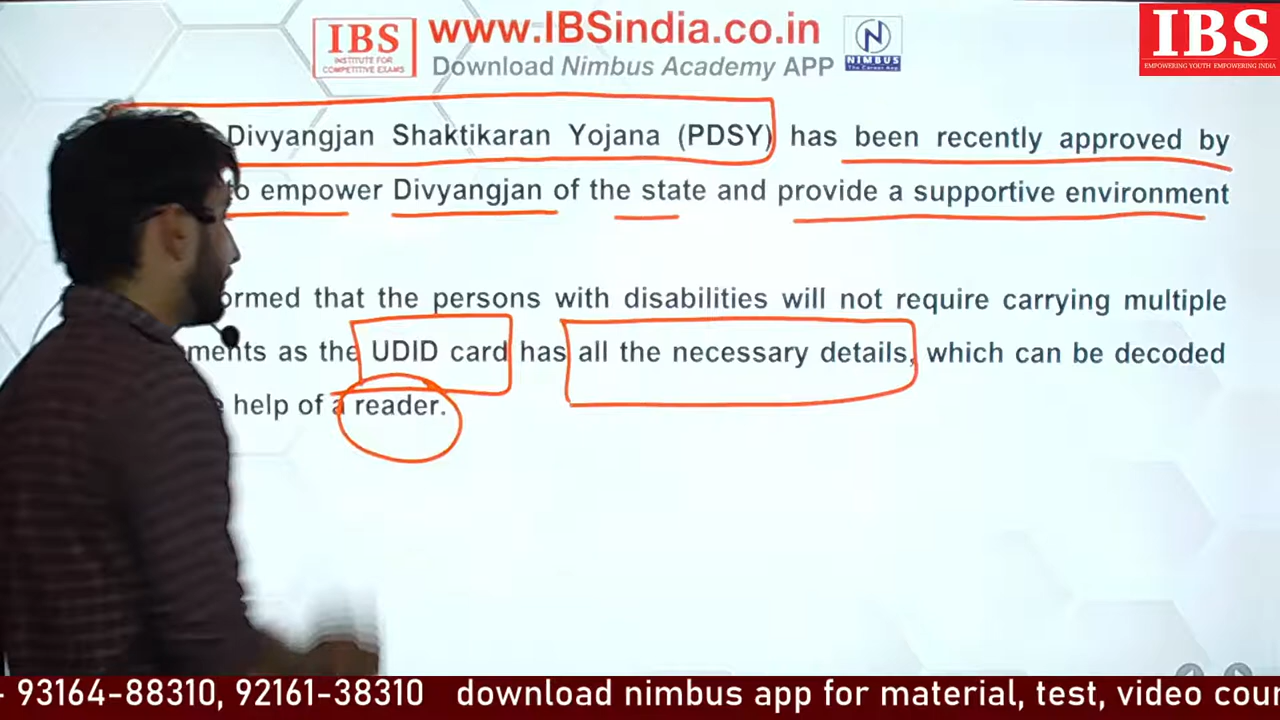 IBS
INSTITUTE FOR
COMPETITIVE EXAMS
www.IBSindia.co.in
Download Nimbus Academy APP
N
NIMBUS
The Career App
IBS
EMPOWERING YOUTH EMPOWERING INDIA
Divyangjan Shaktikaran Yojana (PDSY) has been recently approved by
to empower Divyangjan of the state and provide a supportive environment
ormed that the persons with disabilities will not require carrying multiple
ments as the UDID card has all the necessary details, which can be decoded
help of a reader.
- 93164-88310, 92161-38310 download nimbus app for material, test, video cour